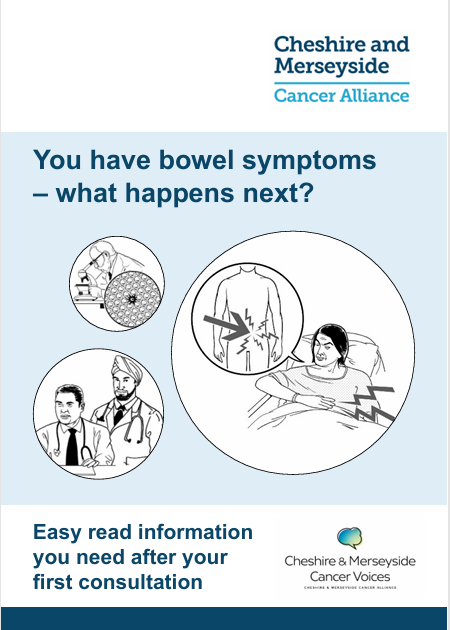 Cheshire and
Merseyside
Cancer Alliance
You have bowel symptoms
– what happens next?
Easy read information
you need after your
first consultation
Cheshire & Merseyside
Cancer Voices
CHESHIRE & MERSEYSIDE CANCER ALLIANCE